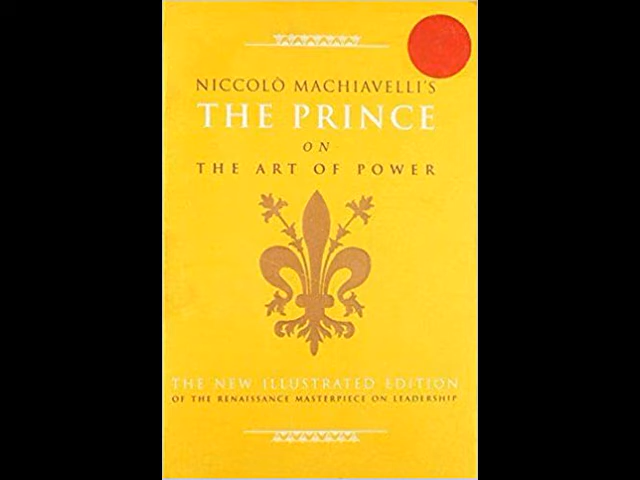 NICCOLÒ MACHIAVELLI'S
THE PRINCE
ON
THE ART OF POWER
THE NEW ILLUSTRATED EDITION
OF THE RENAISSANCE MASTERPIECE ON LEADERSHIP